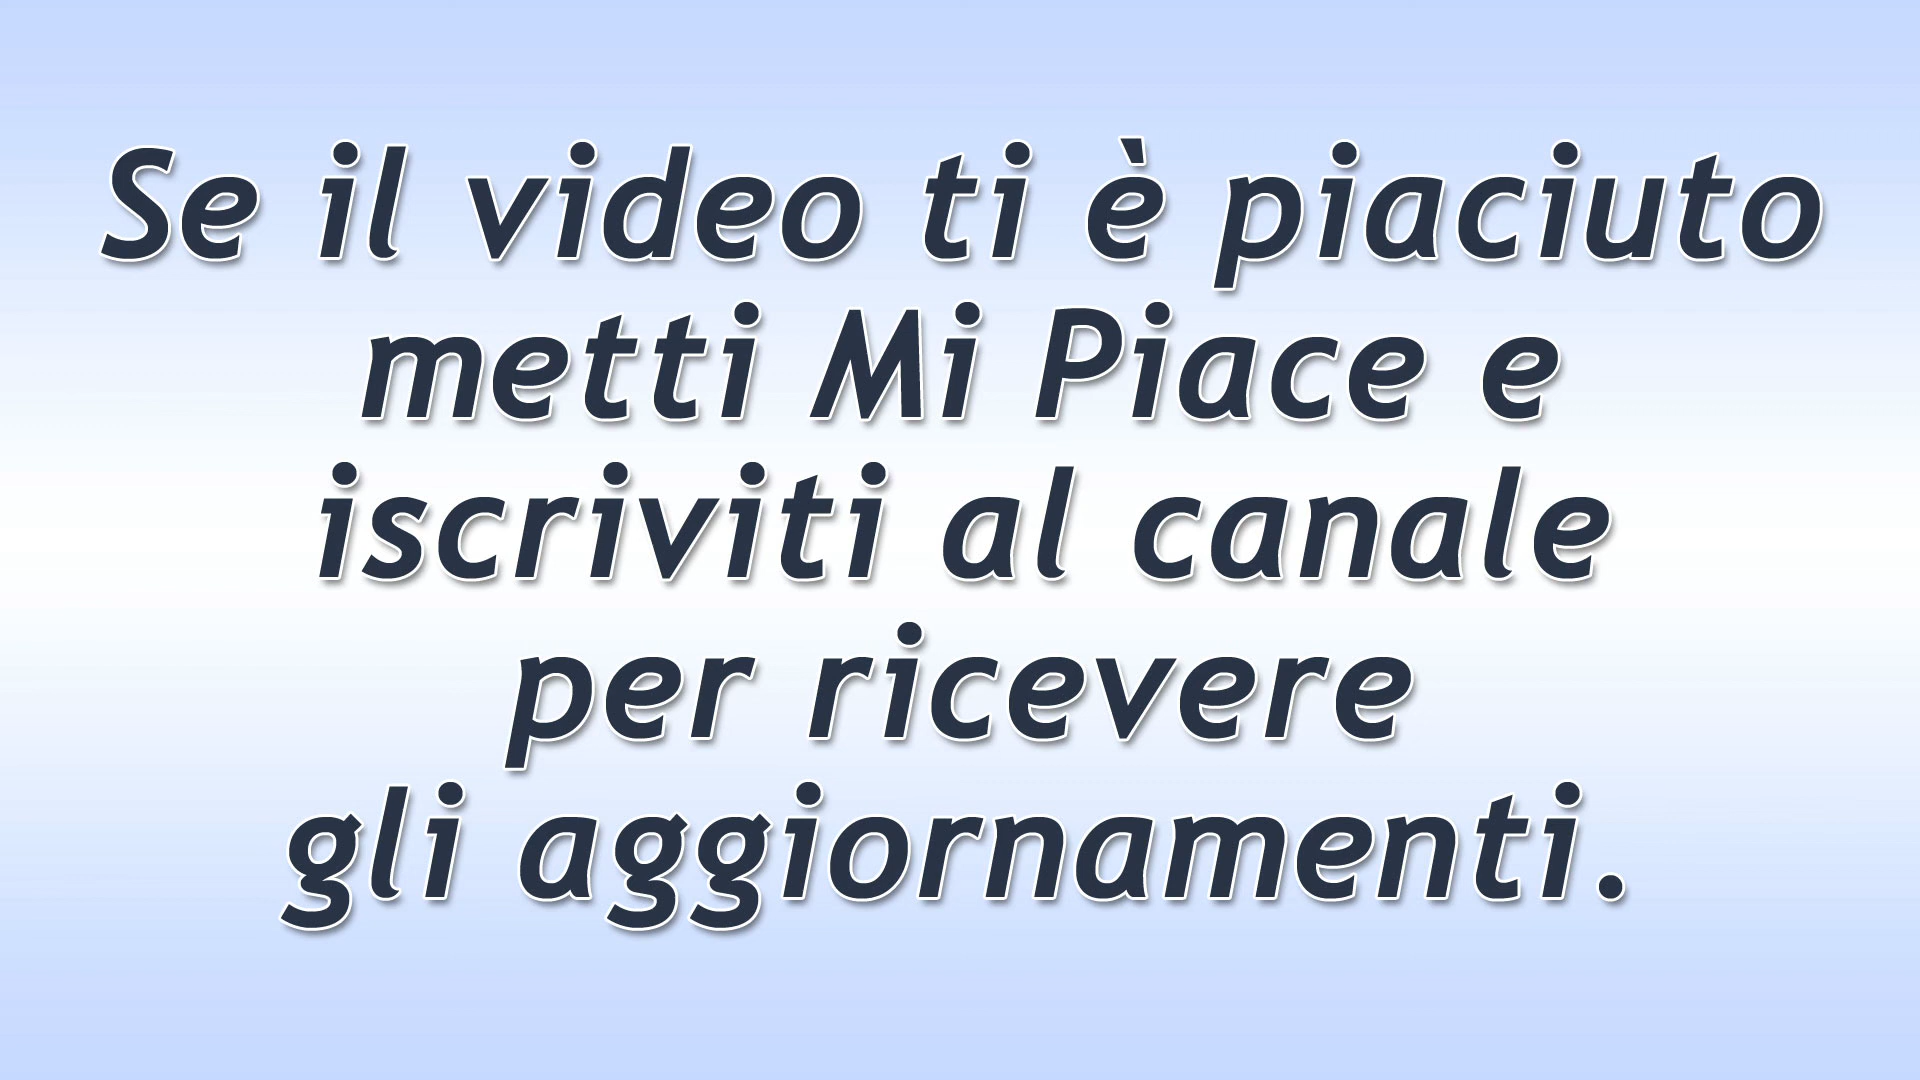 Se il video ti è piaciuto
metti Mi Piace e
iscriviti al canale
per ricevere
gli aggiornamenti.